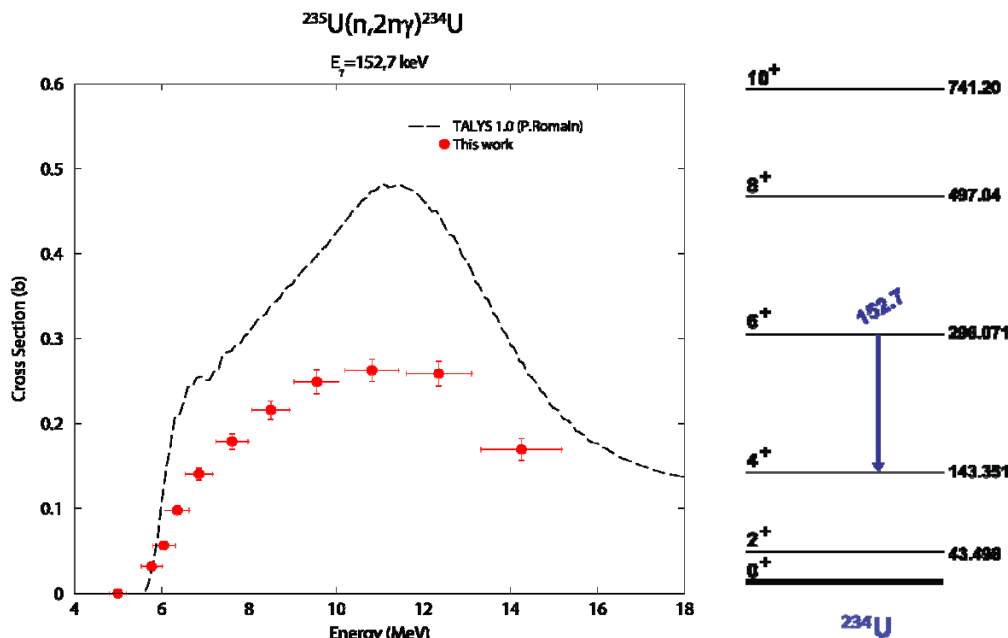 ²³⁵U(n,2nγ)²³⁴U
E_γ=152,7 keV
TALYS 1.0 (P.Romain)
This work
Cross Section (b)
0.6
0.5
0.4
0.3
0.2
0.1
0
4 6 8 10 12 14 16 18
Energy (MeV)
10⁺ 741.20
8⁺ 497.04
152.7
6⁺ 296.071
4⁺ 143.351
2⁺ 43.498
0⁺
²³⁴U